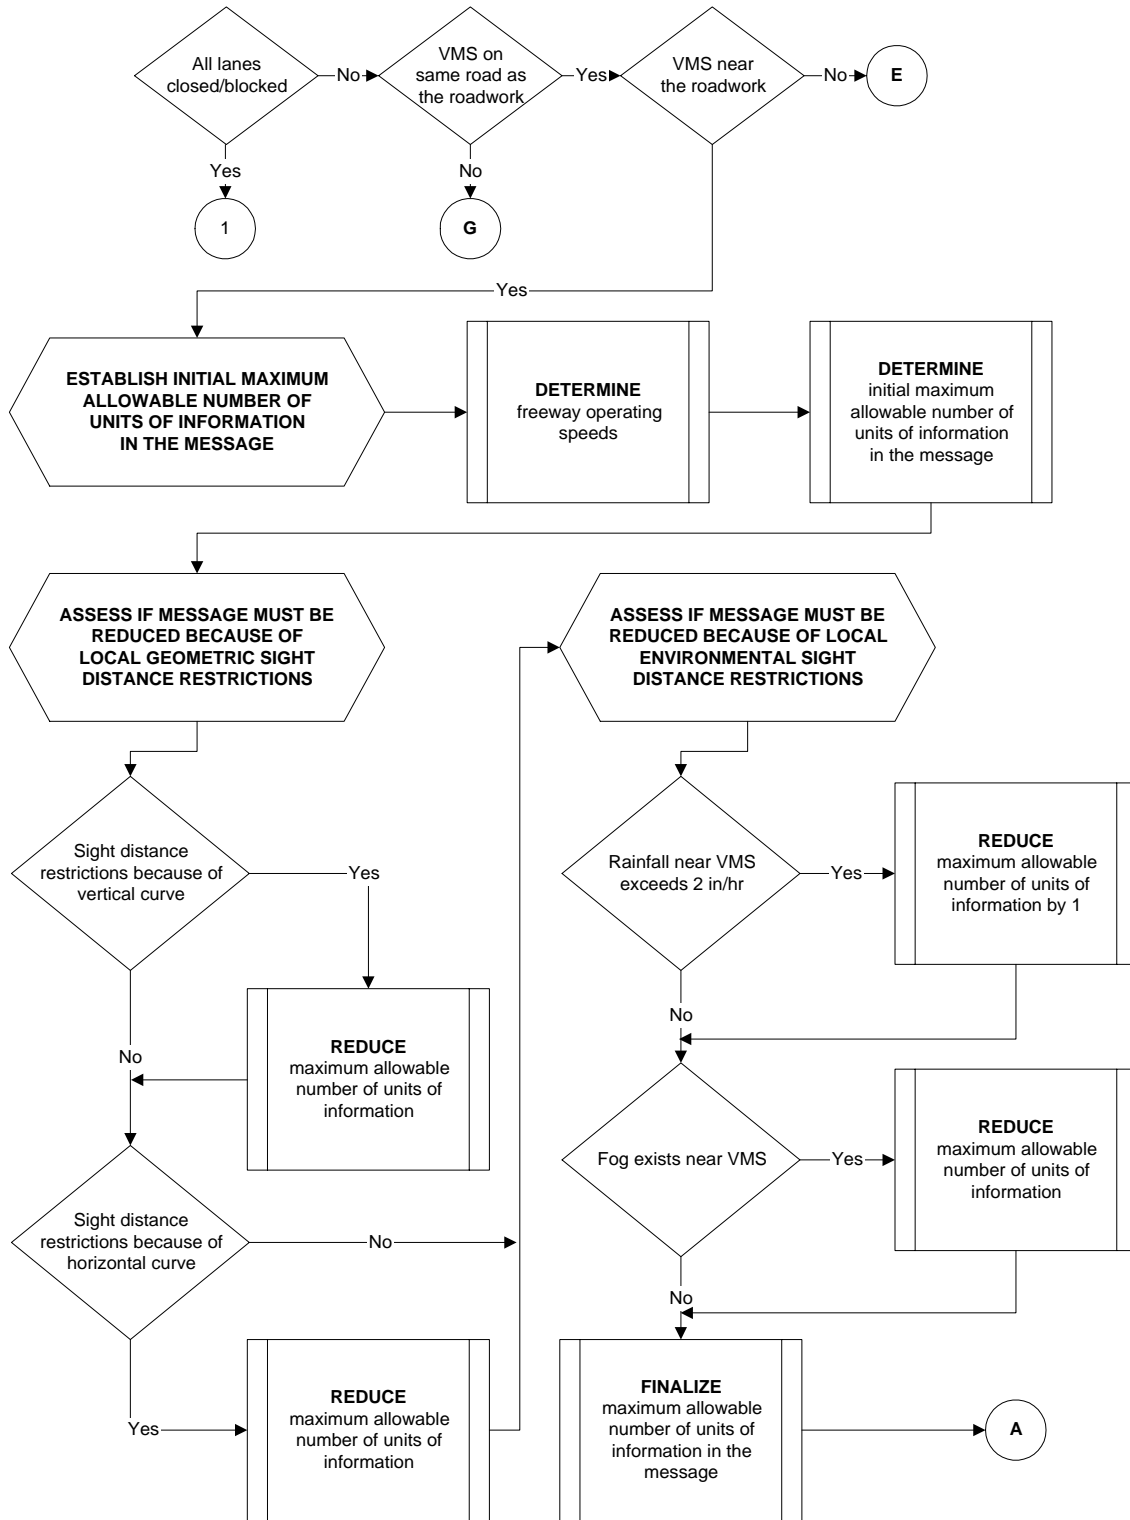 All lanes
closed/blocked
No
VMS on
same road as
the roadwork
Yes
VMS near
the roadwork
No
E
Yes
1
No
G
Yes
ESTABLISH INITIAL MAXIMUM
ALLOWABLE NUMBER OF
UNITS OF INFORMATION
IN THE MESSAGE
DETERMINE
freeway operating
speeds
DETERMINE
initial maximum
allowable number of
units of information
in the message
ASSESS IF MESSAGE MUST BE
REDUCED BECAUSE OF
LOCAL GEOMETRIC SIGHT
DISTANCE RESTRICTIONS
Sight distance
restrictions because of
vertical curve
Yes
No
REDUCE
maximum allowable
number of units of
information
Sight distance
restrictions because of
horizontal curve
No
Yes
REDUCE
maximum allowable
number of units of
information
ASSESS IF MESSAGE MUST BE
REDUCED BECAUSE OF LOCAL
ENVIRONMENTAL SIGHT
DISTANCE RESTRICTIONS
Rainfall near VMS
exceeds 2 in/hr
Yes
REDUCE
maximum allowable
number of units of
information by 1
No
Fog exists near VMS
Yes
REDUCE
maximum allowable
number of units of
information
No
FINALIZE
maximum allowable
number of units of
information in the
message
A